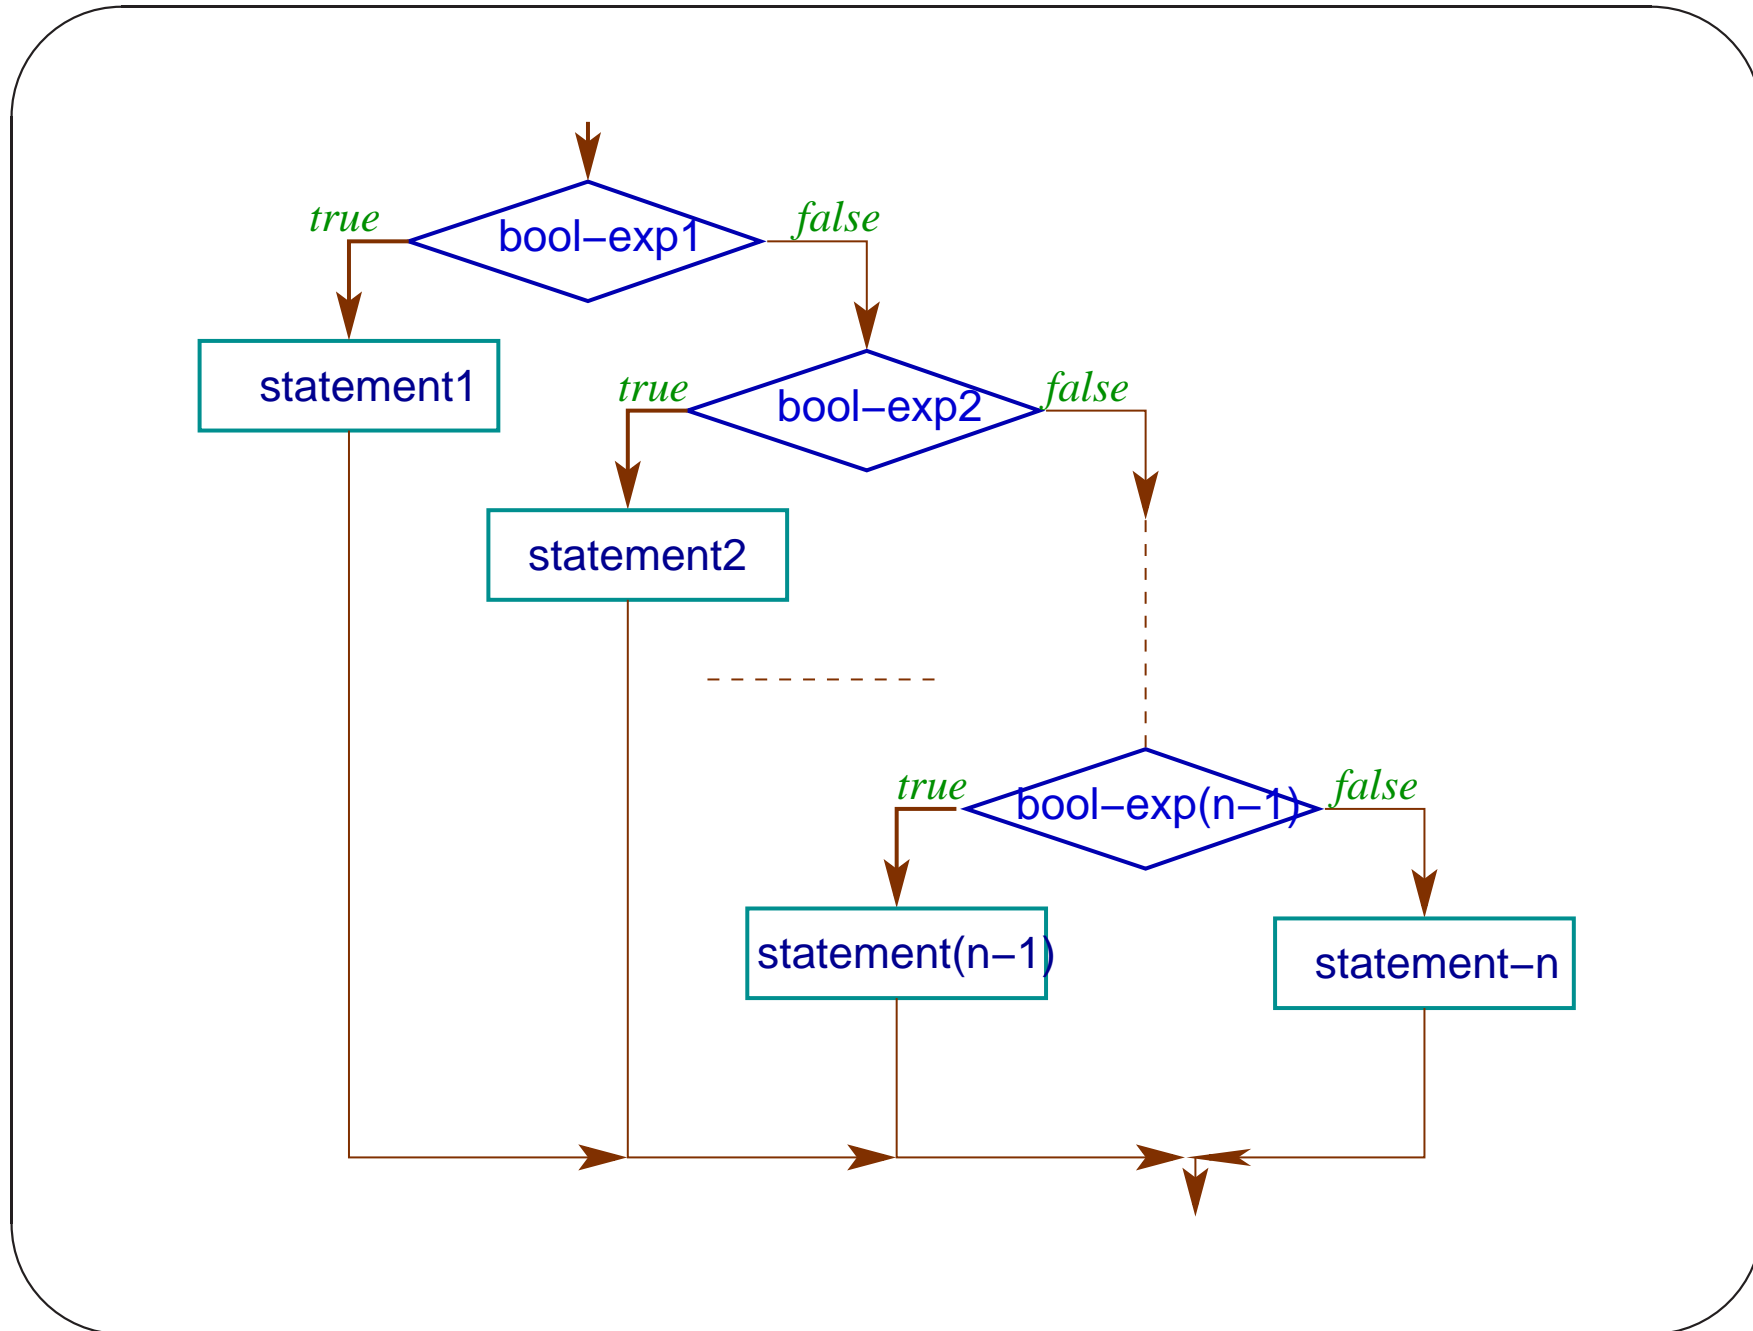 true
false
bool−exp1
statement1
true
false
bool−exp2
statement2
true
false
bool−exp(n−1)
statement(n−1)
statement−n